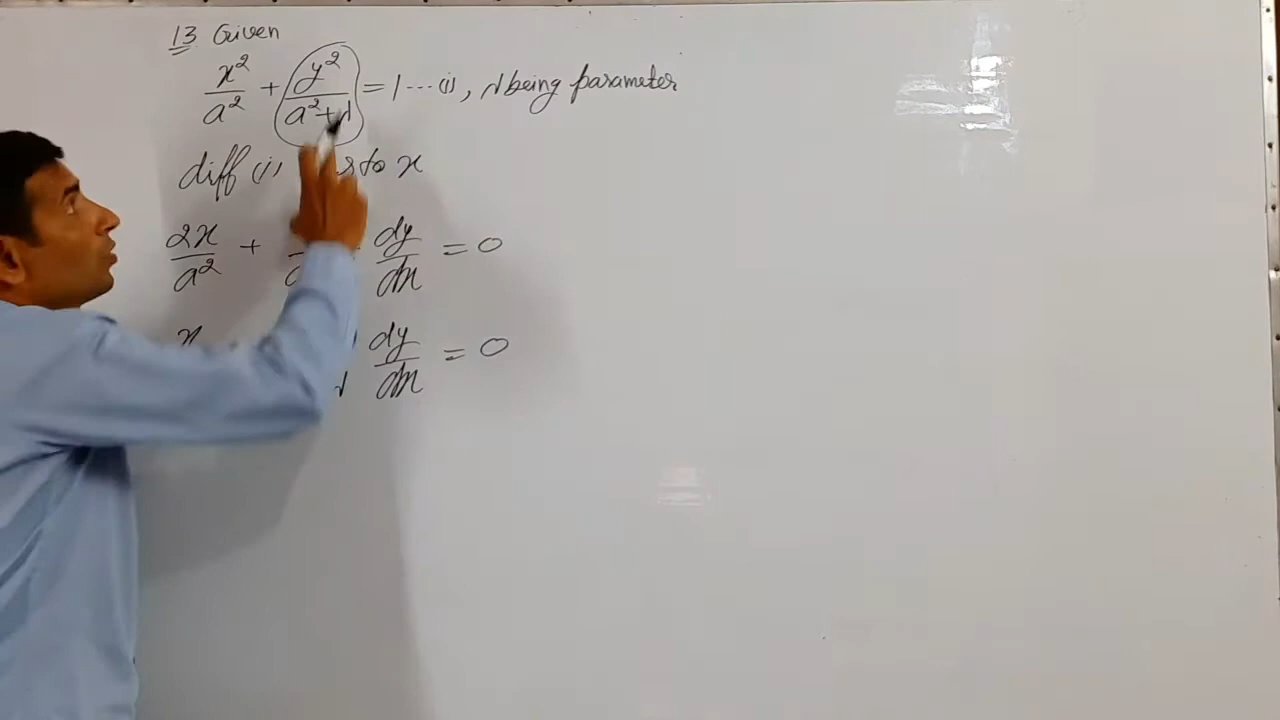 13 Given
x²/a² + y²/(a²+λ) = 1 --- (i), λ being parameter
diff (i) to x
2x/a² + dy/dx = 0
x dy/dx = 0